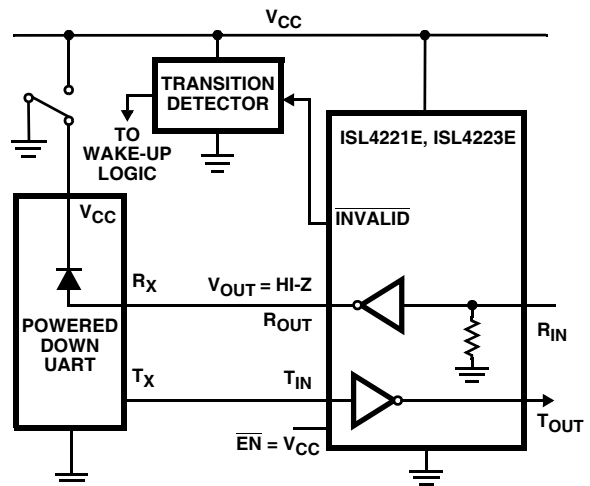 VCC
TRANSITION
DETECTOR
TO
WAKE-UP
LOGIC
ISL4221E, ISL4223E
INVALID
VCC
RX
VOUT = HI-Z
ROUT
RIN
POWERED
DOWN
UART
TX
TIN
TOUT
EN = VCC